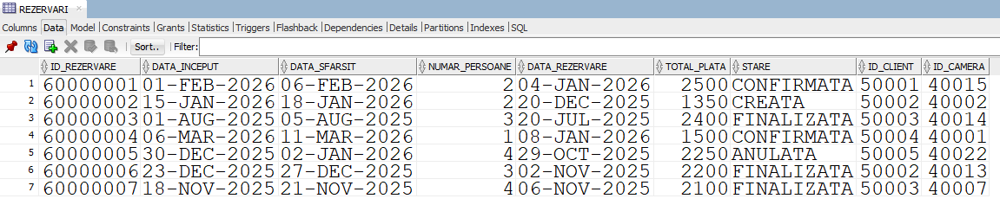 REZERVARI
Columns Data Model Constraints Grants Statistics Triggers Flashback Dependencies Details Partitions Indexes SQL
Sort.. Filter:
ID_REZERVARE DATA_INCEPUT DATA_SFARSIT NUMAR_PERSOANE DATA_REZERVARE TOTAL_PLATA STARE ID_CLIENT ID_CAMERA
1 60000001 01-FEB-2026 06-FEB-2026 2 04-JAN-2026 2500 CONFIRMATA 50001 40015
2 60000002 15-JAN-2026 18-JAN-2026 2 20-DEC-2025 1350 CREATA 50002 40002
3 60000003 01-AUG-2025 05-AUG-2025 3 20-JUL-2025 2400 FINALIZATA 50003 40014
4 60000004 06-MAR-2026 11-MAR-2026 1 08-JAN-2026 1500 CONFIRMATA 50004 40001
5 60000005 30-DEC-2025 02-JAN-2026 4 29-OCT-2025 2250 ANULATA 50005 40022
6 60000006 23-DEC-2025 27-DEC-2025 3 02-NOV-2025 2200 FINALIZATA 50002 40013
7 60000007 18-NOV-2025 21-NOV-2025 4 06-NOV-2025 2100 FINALIZATA 50003 40007